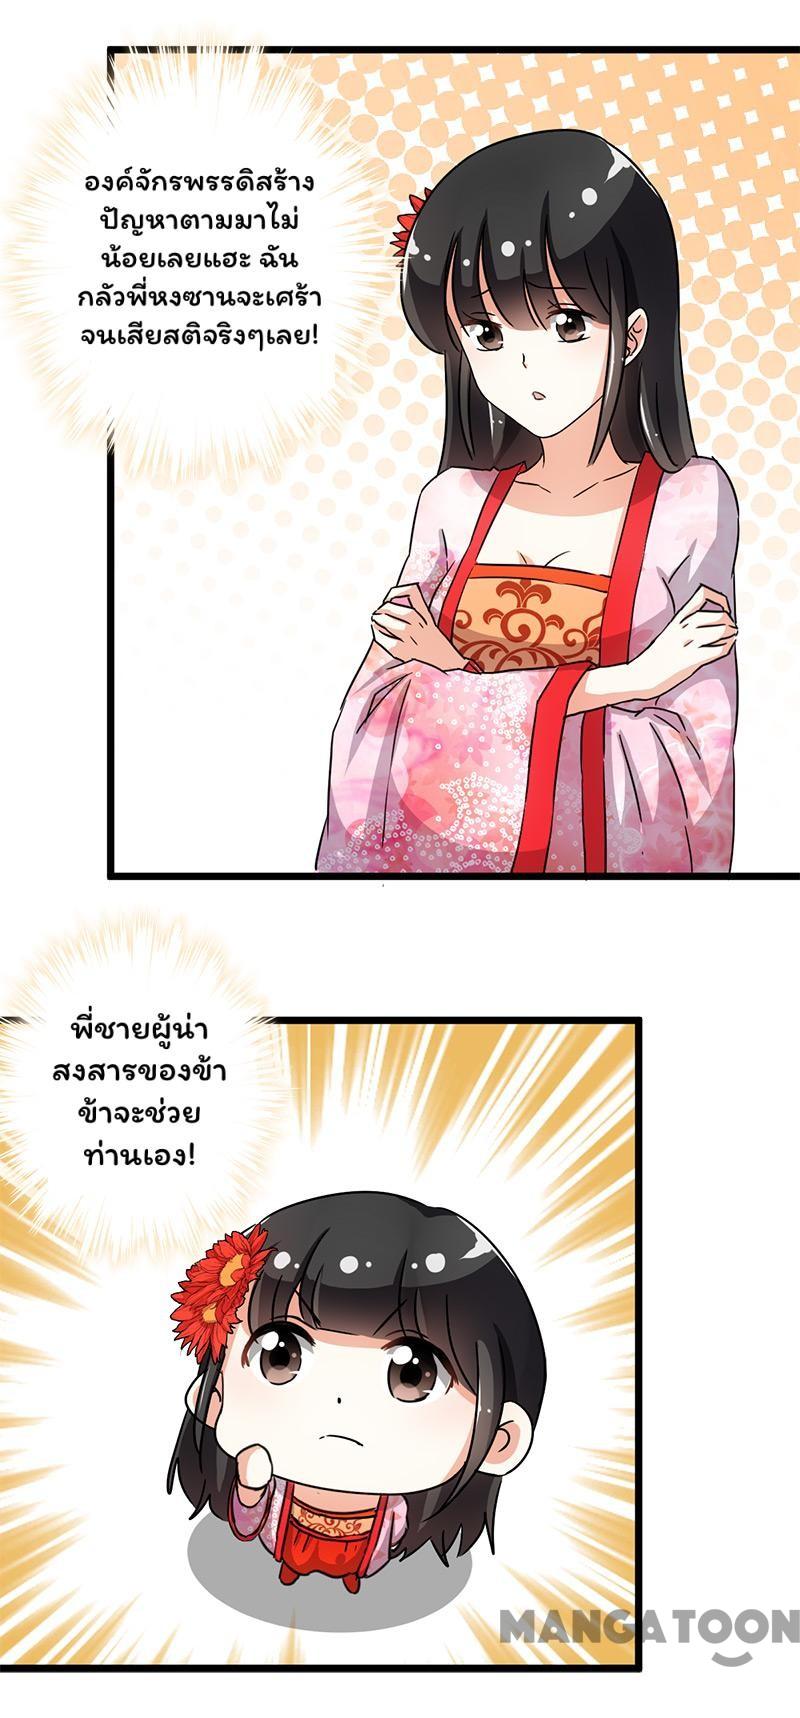 องค์จักรพรรดิสร้าง
ปัญหาตามมาไม่
น้อยเลยแฮะ ฉัน
กลัวพี่หงซานจะเศร้า
จนเสียสติจริงๆเลย!
พี่ชายผู้น่า
สงสารของข้า
ข้าจะช่วย
ท่านเอง!
MANGATOON